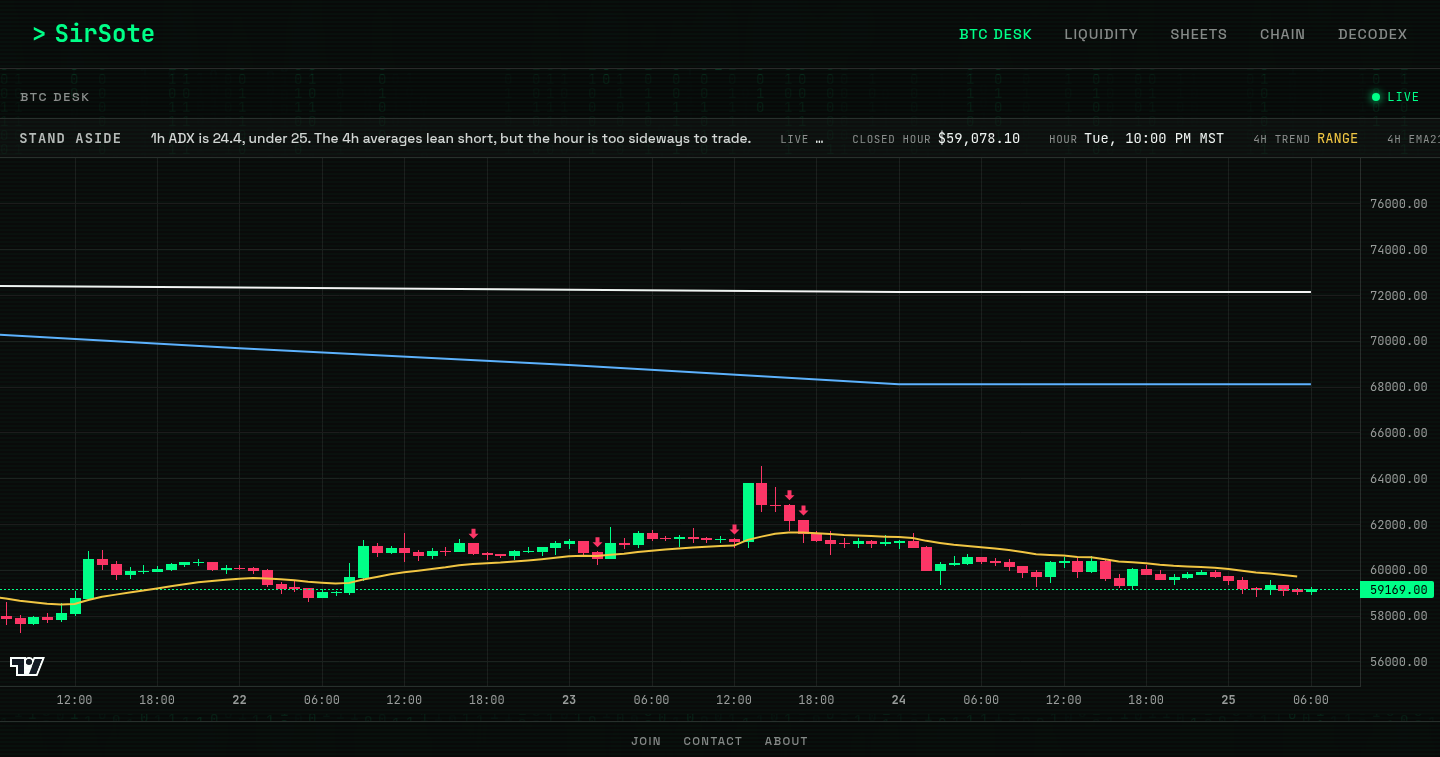 > SirSote
BTC DESK LIQUIDITY SHEETS CHAIN DECODEX
BTC DESK
LIVE
STAND ASIDE 1h ADX is 24.4, under 25. The 4h averages lean short, but the hour is too sideways to trade. LIVE … CLOSED HOUR $59,078.10 HOUR Tue, 10:00 PM MST 4H TREND RANGE 4H EMA21
76000.00
74000.00
72000.00
70000.00
68000.00
66000.00
64000.00
62000.00
60000.00
59169.00
58000.00
56000.00
12:00 18:00 22 06:00 12:00 18:00 23 06:00 12:00 18:00 24 06:00 12:00 18:00 25 06:00
JOIN CONTACT ABOUT